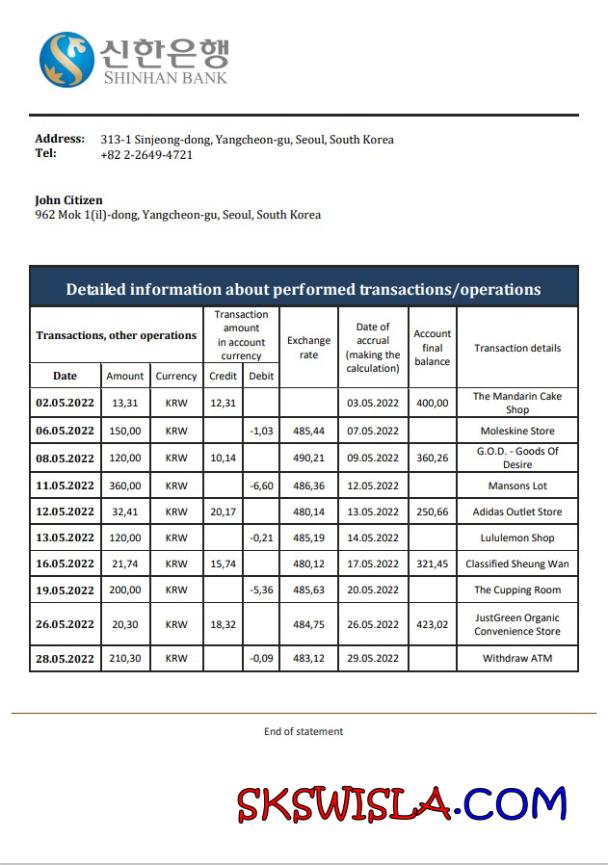 신한은행
SHINHAN BANK
Address: 313-1 Sinjeong-dong, Yangcheon-gu, Seoul, South Korea
Tel: +82 2-2649-4721
John Citizen
962 Mok 1(il)-dong, Yangcheon-gu, Seoul, South Korea
Detailed information about performed transactions/operations
Transactions, other operations
Transaction
amount
in account
currency
Exchange
rate
Date of
accrual
(making the
calculation)
Account
final
balance
Transaction details
Date Amount Currency Credit Debit
02.05.2022 13,31 KRW 12,31 03.05.2022 400,00 The Mandarin Cake
Shop
06.05.2022 150,00 KRW -1,03 485,44 07.05.2022 Moleskine Store
08.05.2022 120,00 KRW 10,14 490,21 09.05.2022 360,26 G.O.D. - Goods Of
Desire
11.05.2022 360,00 KRW -6,60 486,36 12.05.2022 Mansons Lot
12.05.2022 32,41 KRW 20,17 480,14 13.05.2022 250,66 Adidas Outlet Store
13.05.2022 120,00 KRW -0,21 485,19 14.05.2022 Lululemon Shop
16.05.2022 21,74 KRW 15,74 480,12 17.05.2022 321,45 Classified Sheung Wan
19.05.2022 200,00 KRW -5,36 485,63 20.05.2022 The Cupping Room
26.05.2022 20,30 KRW 18,32 484,75 26.05.2022 423,02 JustGreen Organic
Convenience Store
28.05.2022 210,30 KRW -0,09 483,12 29.05.2022 Withdraw ATM
End of statement
SKSWISLA.COM